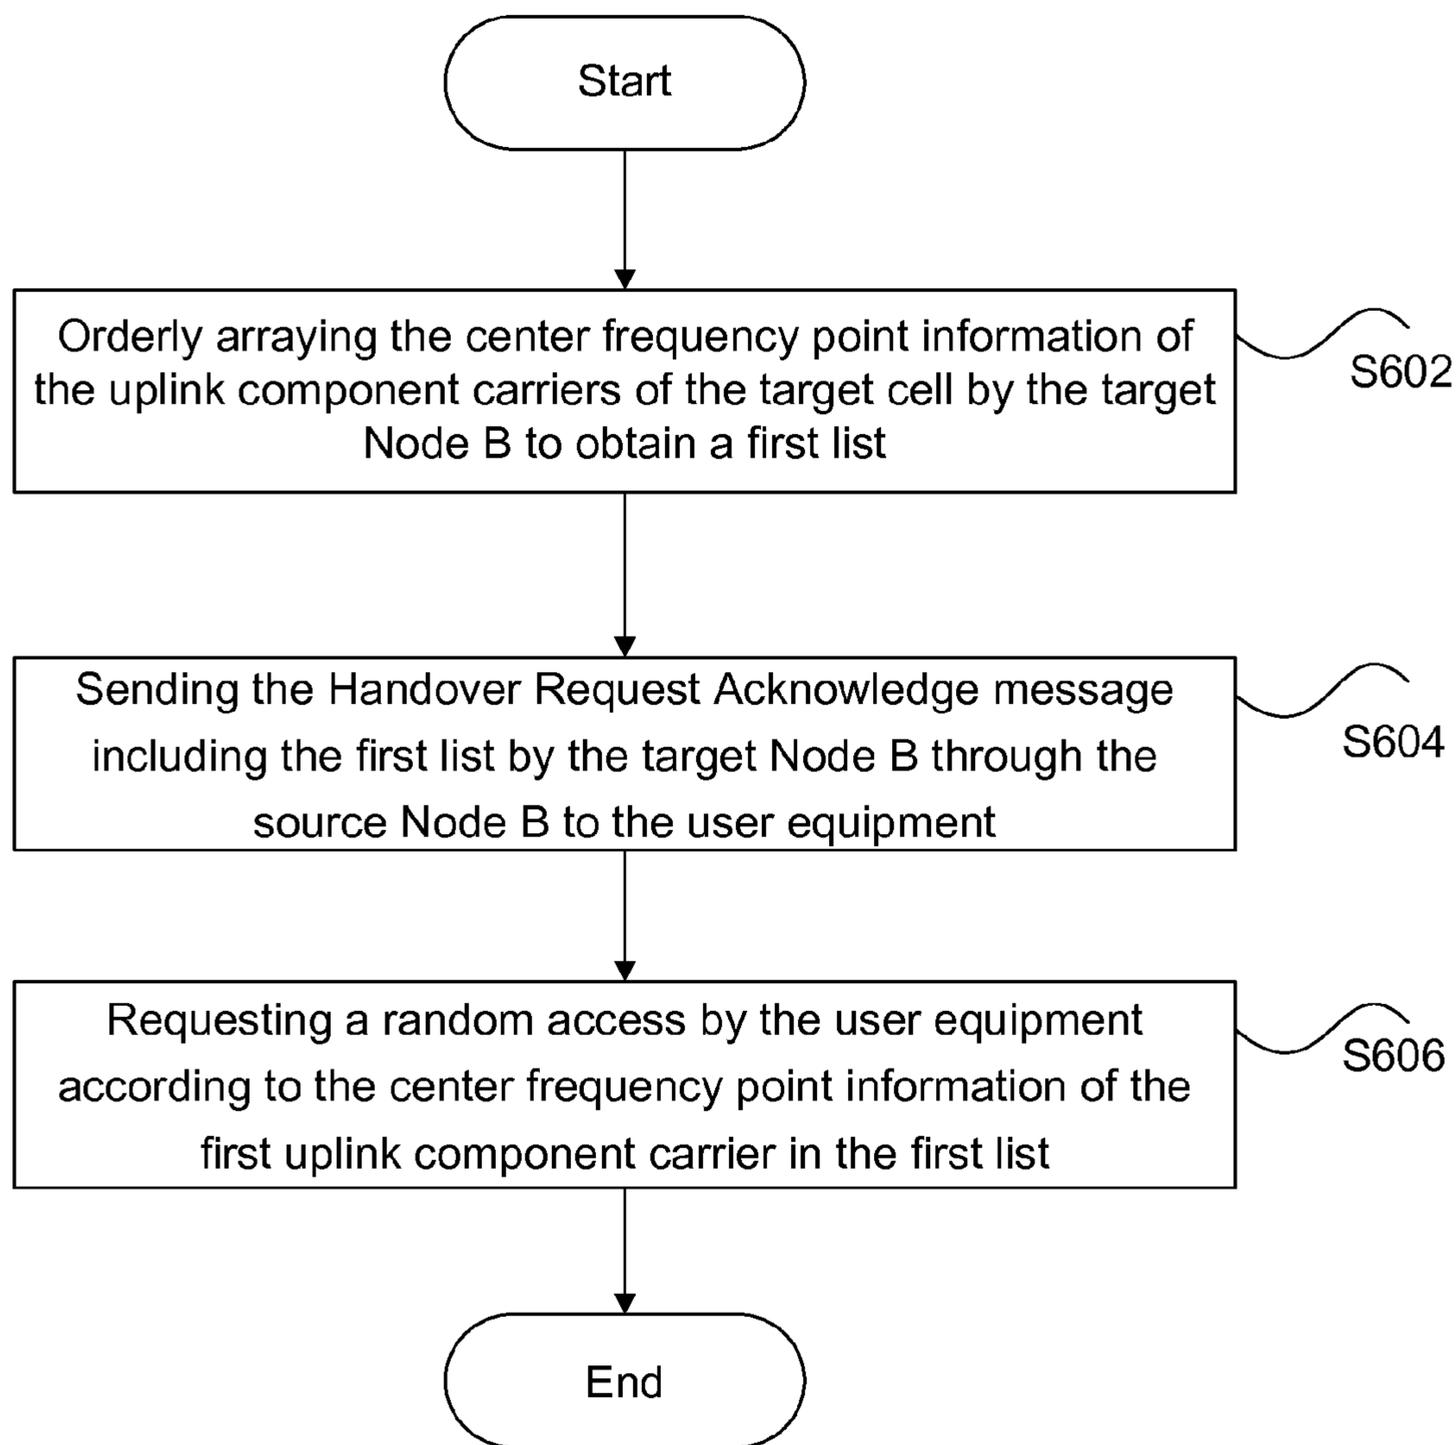 Start
Orderly arraying the center frequency point information of
the uplink component carriers of the target cell by the target
Node B to obtain a first list
S602
Sending the Handover Request Acknowledge message
including the first list by the target Node B through the
source Node B to the user equipment
S604
Requesting a random access by the user equipment
according to the center frequency point information of the
first uplink component carrier in the first list
S606
End